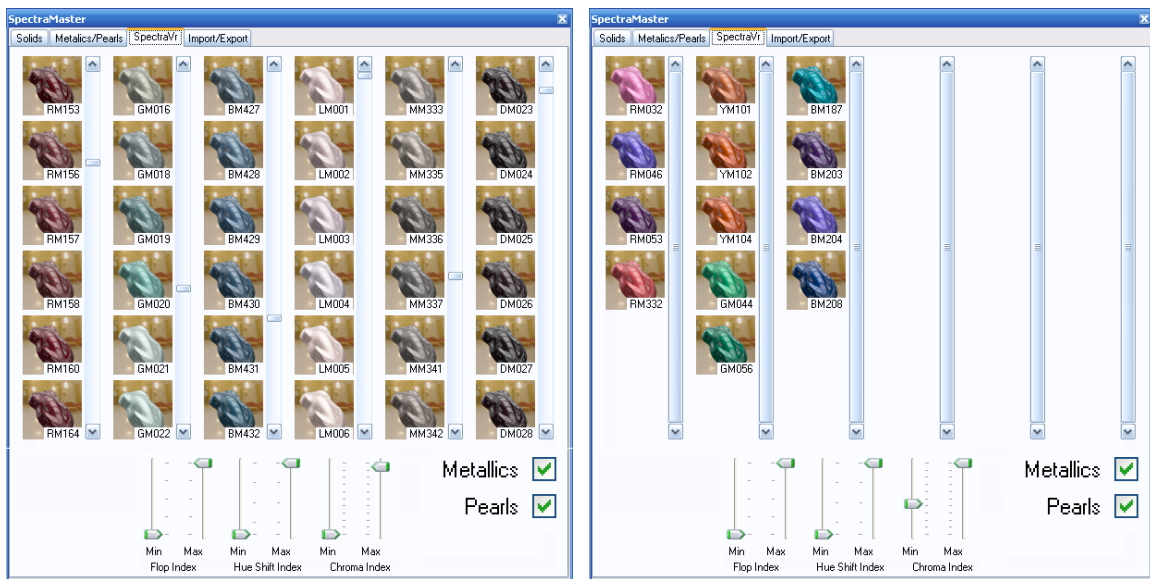 SpectraMaster
Solids Metalics/Pearls SpectraVr Import/Export
RM153 GM016 BM427 LM001 MM333 DM023
RM156 GM018 BM428 LM002 MM335 DM024
RM157 GM019 BM429 LM003 MM336 DM025
RM158 GM020 BM430 LM004 MM337 DM026
RM160 GM021 BM431 LM005 MM341 DM027
RM164 GM022 BM432 LM006 MM342 DM028
Metallics
Pearls
Min Max Min Max Min Max
Flop Index Hue Shift Index Chroma Index
SpectraMaster
Solids Metalics/Pearls SpectraVr Import/Export
RM032 YM101 BM187
RM046 YM102 BM203
RM053 YM104 BM204
RM332 GM044 BM208
GM056
Metallics
Pearls
Min Max Min Max Min Max
Flop Index Hue Shift Index Chroma Index